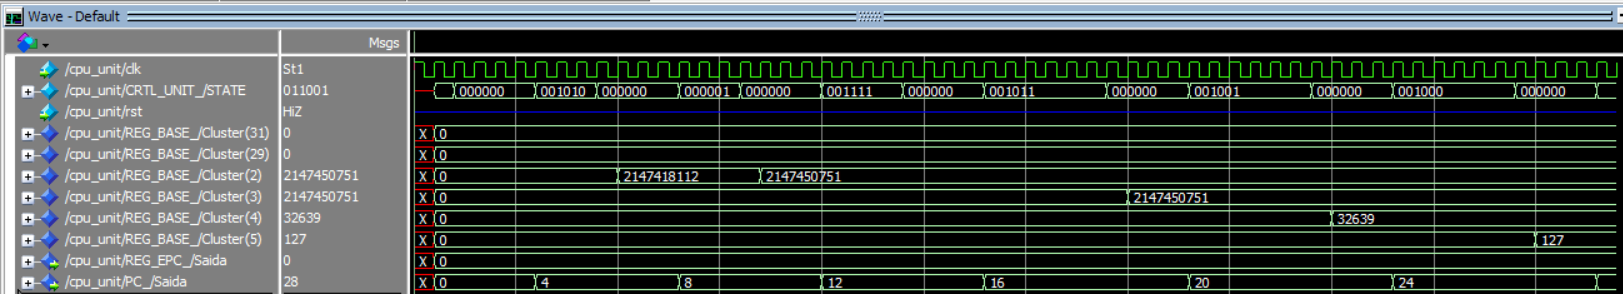 Wave - Default
Msgs
/cpu_unit/clk St1
/cpu_unit/CRTL_UNIT_/STATE 011001 000000 001010 000000 000001 000000 001111 000000 001011 000000 001001 000000 001000 000000
/cpu_unit/rst HiZ
/cpu_unit/REG_BASE_/Cluster(31) 0 X 0
/cpu_unit/REG_BASE_/Cluster(29) 0 X 0
/cpu_unit/REG_BASE_/Cluster(2) 2147450751 X 0 2147418112 2147450751
/cpu_unit/REG_BASE_/Cluster(3) 2147450751 X 0 2147450751
/cpu_unit/REG_BASE_/Cluster(4) 32639 X 0 32639
/cpu_unit/REG_BASE_/Cluster(5) 127 X 0 127
/cpu_unit/REG_EPC_/Saida 0 X 0
/cpu_unit/PC_/Saida 28 X 0 4 8 12 16 20 24